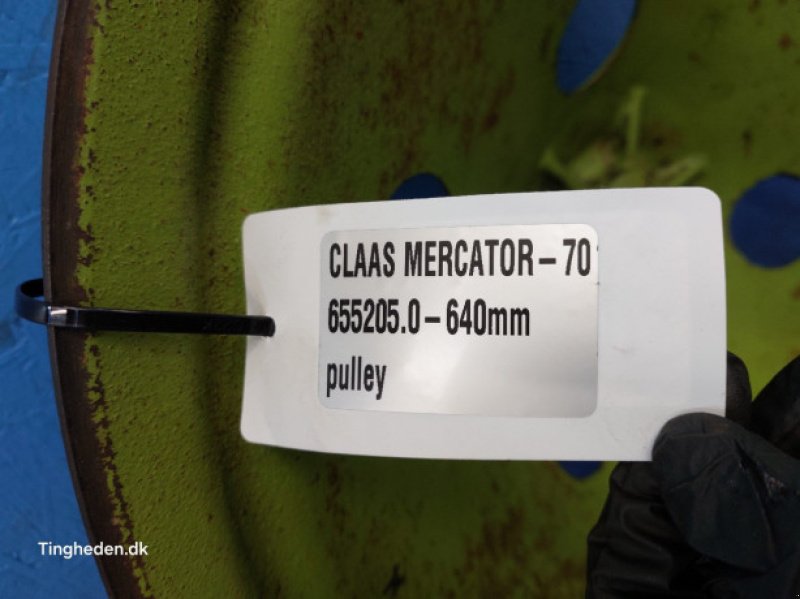 CLAAS MERCATOR – 70
655205.0 – 640mm
pulley
Tingheden.dk